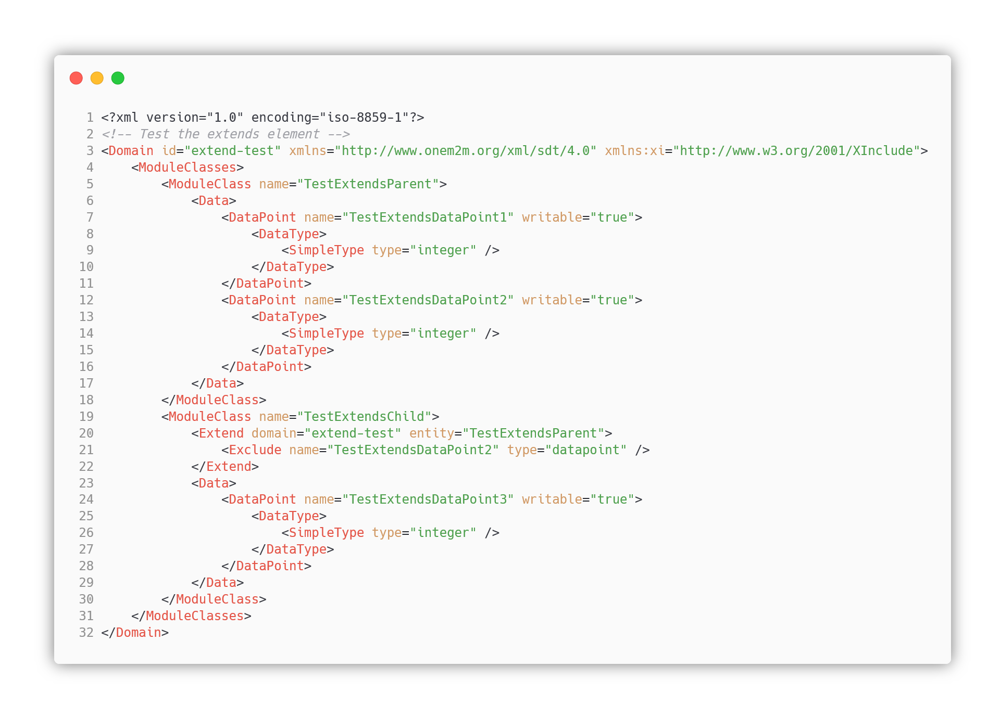 1 <?xml version="1.0" encoding="iso-8859-1"?>
2 <!-- Test the extends element -->
3 <Domain id="extend-test" xmlns="http://www.onem2m.org/xml/sdt/4.0" xmlns:xi="http://www.w3.org/2001/XInclude">
4     <ModuleClasses>
5         <ModuleClass name="TestExtendsParent">
6             <Data>
7                 <DataPoint name="TestExtendsDataPoint1" writable="true">
8                     <DataType>
9                         <SimpleType type="integer" />
10                     </DataType>
11                 </DataPoint>
12                 <DataPoint name="TestExtendsDataPoint2" writable="true">
13                     <DataType>
14                         <SimpleType type="integer" />
15                     </DataType>
16                 </DataPoint>
17             </Data>
18         </ModuleClass>
19         <ModuleClass name="TestExtendsChild">
20             <Extend domain="extend-test" entity="TestExtendsParent">
21                 <Exclude name="TestExtendsDataPoint2" type="datapoint" />
22             </Extend>
23             <Data>
24                 <DataPoint name="TestExtendsDataPoint3" writable="true">
25                     <DataType>
26                         <SimpleType type="integer" />
27                     </DataType>
28                 </DataPoint>
29             </Data>
30         </ModuleClass>
31     </ModuleClasses>
32 </Domain>